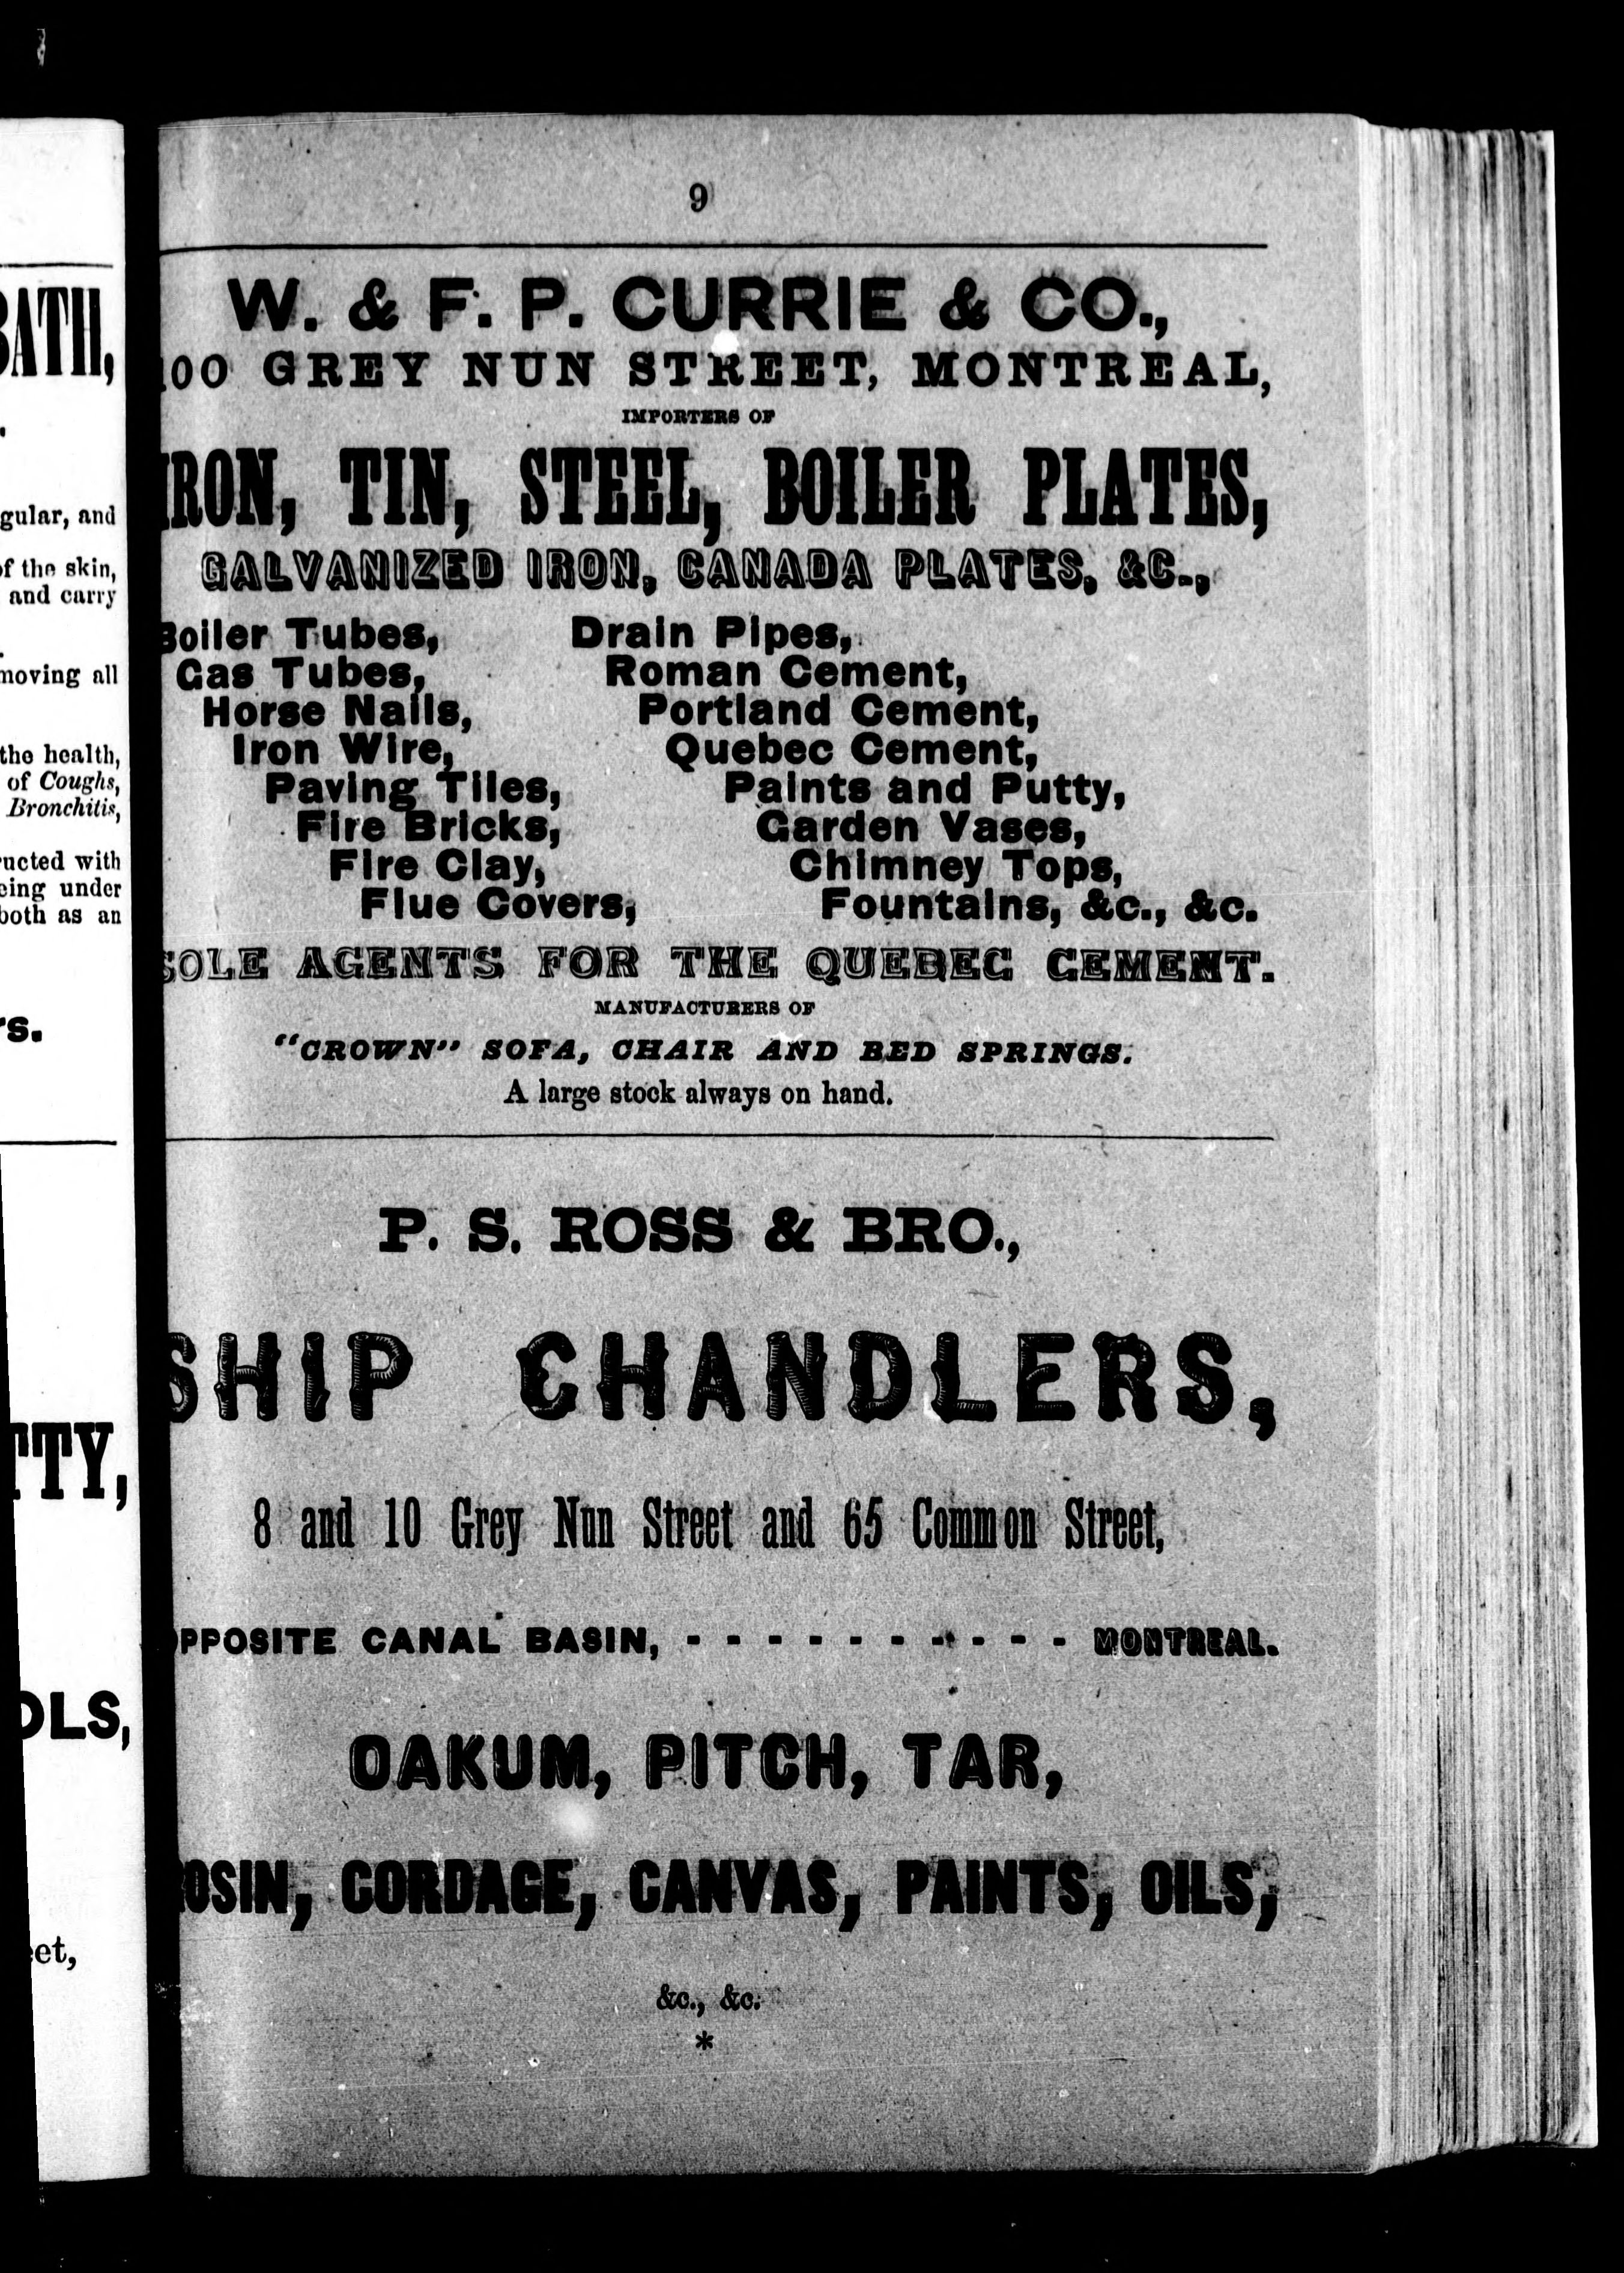 9
W. & F. P. CURRIE & CO.,
100 GREY NUN STREET, MONTREAL,
IMPORTERS OF
IRON, TIN, STEEL, BOILER PLATES,
GALVANIZED IRON, CANADA PLATES, &C.,
Boiler Tubes, Drain Pipes,
Gas Tubes, Roman Cement,
Horse Nails, Portland Cement,
Iron Wire, Quebec Cement,
Paving Tiles, Paints and Putty,
Fire Bricks, Garden Vases,
Fire Clay, Chimney Tops,
Flue Covers, Fountains, &c., &c.
SOLE AGENTS FOR THE QUEBEC CEMENT.
MANUFACTURERS OF
"CROWN" SOFA, CHAIR AND BED SPRINGS.
A large stock always on hand.
P. S. ROSS & BRO.,
SHIP CHANDLERS,
8 and 10 Grey Nun Street and 65 Common Street,
OPPOSITE CANAL BASIN, - - - - - - - - - - MONTREAL.
OAKUM, PITCH, TAR,
ROSIN, CORDAGE, CANVAS, PAINTS, OILS,
&c., &c.
*
BATH,
gular, and
of the skin,
and carry
moving all
the health,
of Coughs,
Bronchitis,
ructed with
eing under
both as an
rs.
TTY,
OLS,
eet,